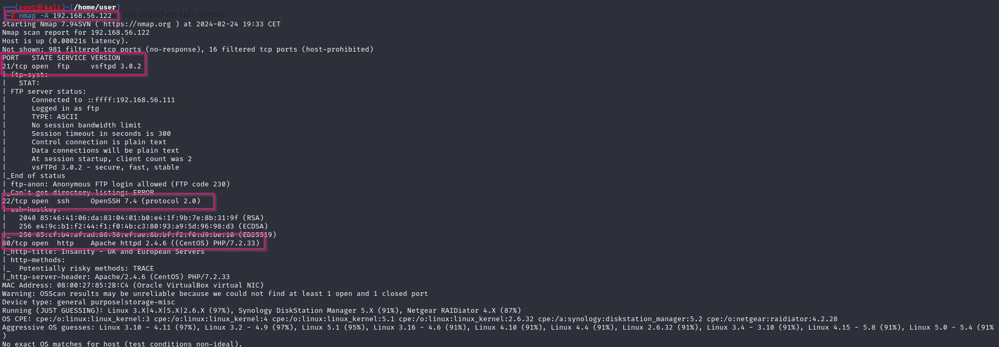 ┌──(root㉿kali)-[/home/user]
└─# nmap -A 192.168.56.122
not found on this server.
Starting Nmap 7.94SVN ( https://nmap.org ) at 2024-02-24 19:33 CET
Nmap scan report for 192.168.56.122
Host is up (0.00021s latency).
Not shown: 981 filtered tcp ports (no-response), 16 filtered tcp ports (host-prohibited)
PORT   STATE SERVICE VERSION
21/tcp open  ftp     vsftpd 3.0.2
| ftp-syst:
|   STAT:
| FTP server status:
|      Connected to ::ffff:192.168.56.111
|      Logged in as ftp
|      TYPE: ASCII
|      No session bandwidth limit
|      Session timeout in seconds is 300
|      Control connection is plain text
|      Data connections will be plain text
|      At session startup, client count was 2
|      vsFTPd 3.0.2 - secure, fast, stable
|_End of status
| ftp-anon: Anonymous FTP login allowed (FTP code 230)
|_Can't get directory listing: ERROR
22/tcp open  ssh     OpenSSH 7.4 (protocol 2.0)
| ssh-hostkey:
|   2048 85:46:41:06:da:83:04:01:b0:e4:1f:9b:7e:8b:31:9f (RSA)
|   256 e4:9c:b1:f2:44:f1:f0:4b:c3:80:93:a9:5d:96:98:d3 (ECDSA)
|_  256 65:cf:b4:af:ad:86:56:ef:ae:8b:bf:f2:f0:d9:be:10 (ED25519)
80/tcp open  http    Apache httpd 2.4.6 ((CentOS) PHP/7.2.33)
|_http-title: Insanity - UK and European Servers
| http-methods:
|_  Potentially risky methods: TRACE
|_http-server-header: Apache/2.4.6 (CentOS) PHP/7.2.33
MAC Address: 08:00:27:85:2B:C4 (Oracle VirtualBox virtual NIC)
Warning: OSScan results may be unreliable because we could not find at least 1 open and 1 closed port
Device type: general purpose|storage-misc
Running (JUST GUESSING): Linux 3.X|4.X|5.X|2.6.X (97%), Synology DiskStation Manager 5.X (91%), Netgear RAIDiator 4.X (87%)
OS CPE: cpe:/o:linux:linux_kernel:3 cpe:/o:linux:linux_kernel:4 cpe:/o:linux:linux_kernel:5.1 cpe:/o:linux:linux_kernel:2.6.32 cpe:/a:synology:diskstation_manager:5.2 cpe:/o:netgear:raidiator:4.2.28
Aggressive OS guesses: Linux 3.10 - 4.11 (97%), Linux 3.2 - 4.9 (97%), Linux 5.1 (95%), Linux 3.16 - 4.6 (91%), Linux 4.10 (91%), Linux 4.4 (91%), Linux 2.6.32 (91%), Linux 3.4 - 3.10 (91%), Linux 4.15 - 5.8 (91%), Linux 5.0 - 5.4 (91%
)
No exact OS matches for host (test conditions non-ideal).